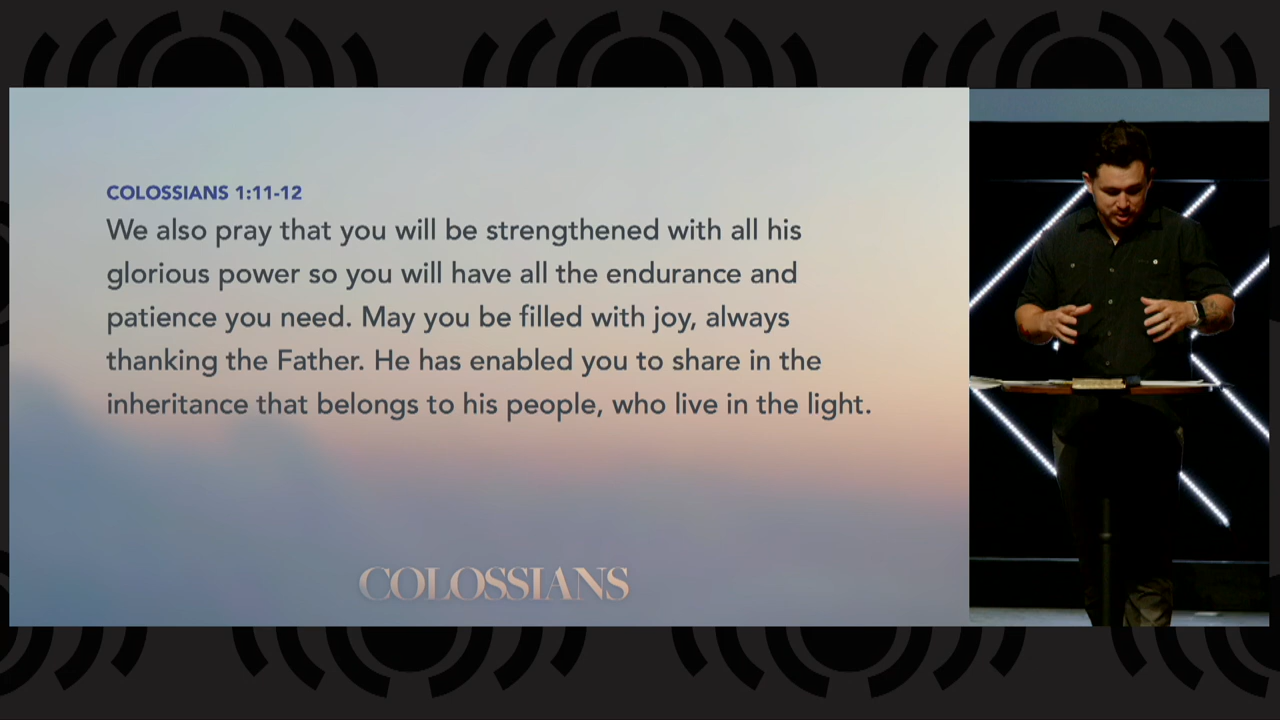 COLOSSIANS 1:11-12
We also pray that you will be strengthened with all his
glorious power so you will have all the endurance and
patience you need. May you be filled with joy, always
thanking the Father. He has enabled you to share in the
inheritance that belongs to his people, who live in the light.
COLOSSIANS